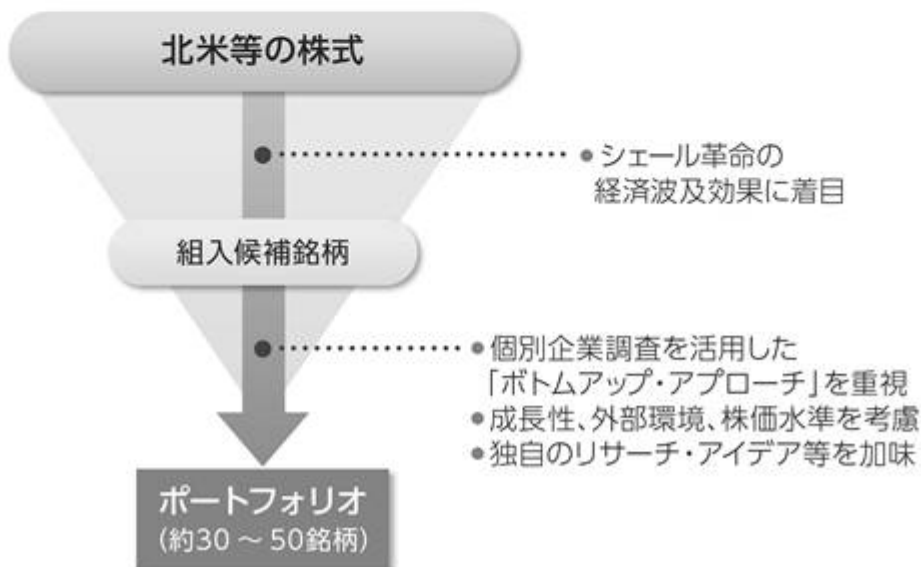 北米等の株式
● シェール革命の
経済波及効果に着目
組入候補銘柄
● 個別企業調査を活用した
「ボトムアップ・アプローチ」を重視
● 成長性、外部環境、株価水準を考慮
● 独自のリサーチ・アイデア等を加味
ポートフォリオ
(約30 ~ 50銘柄)